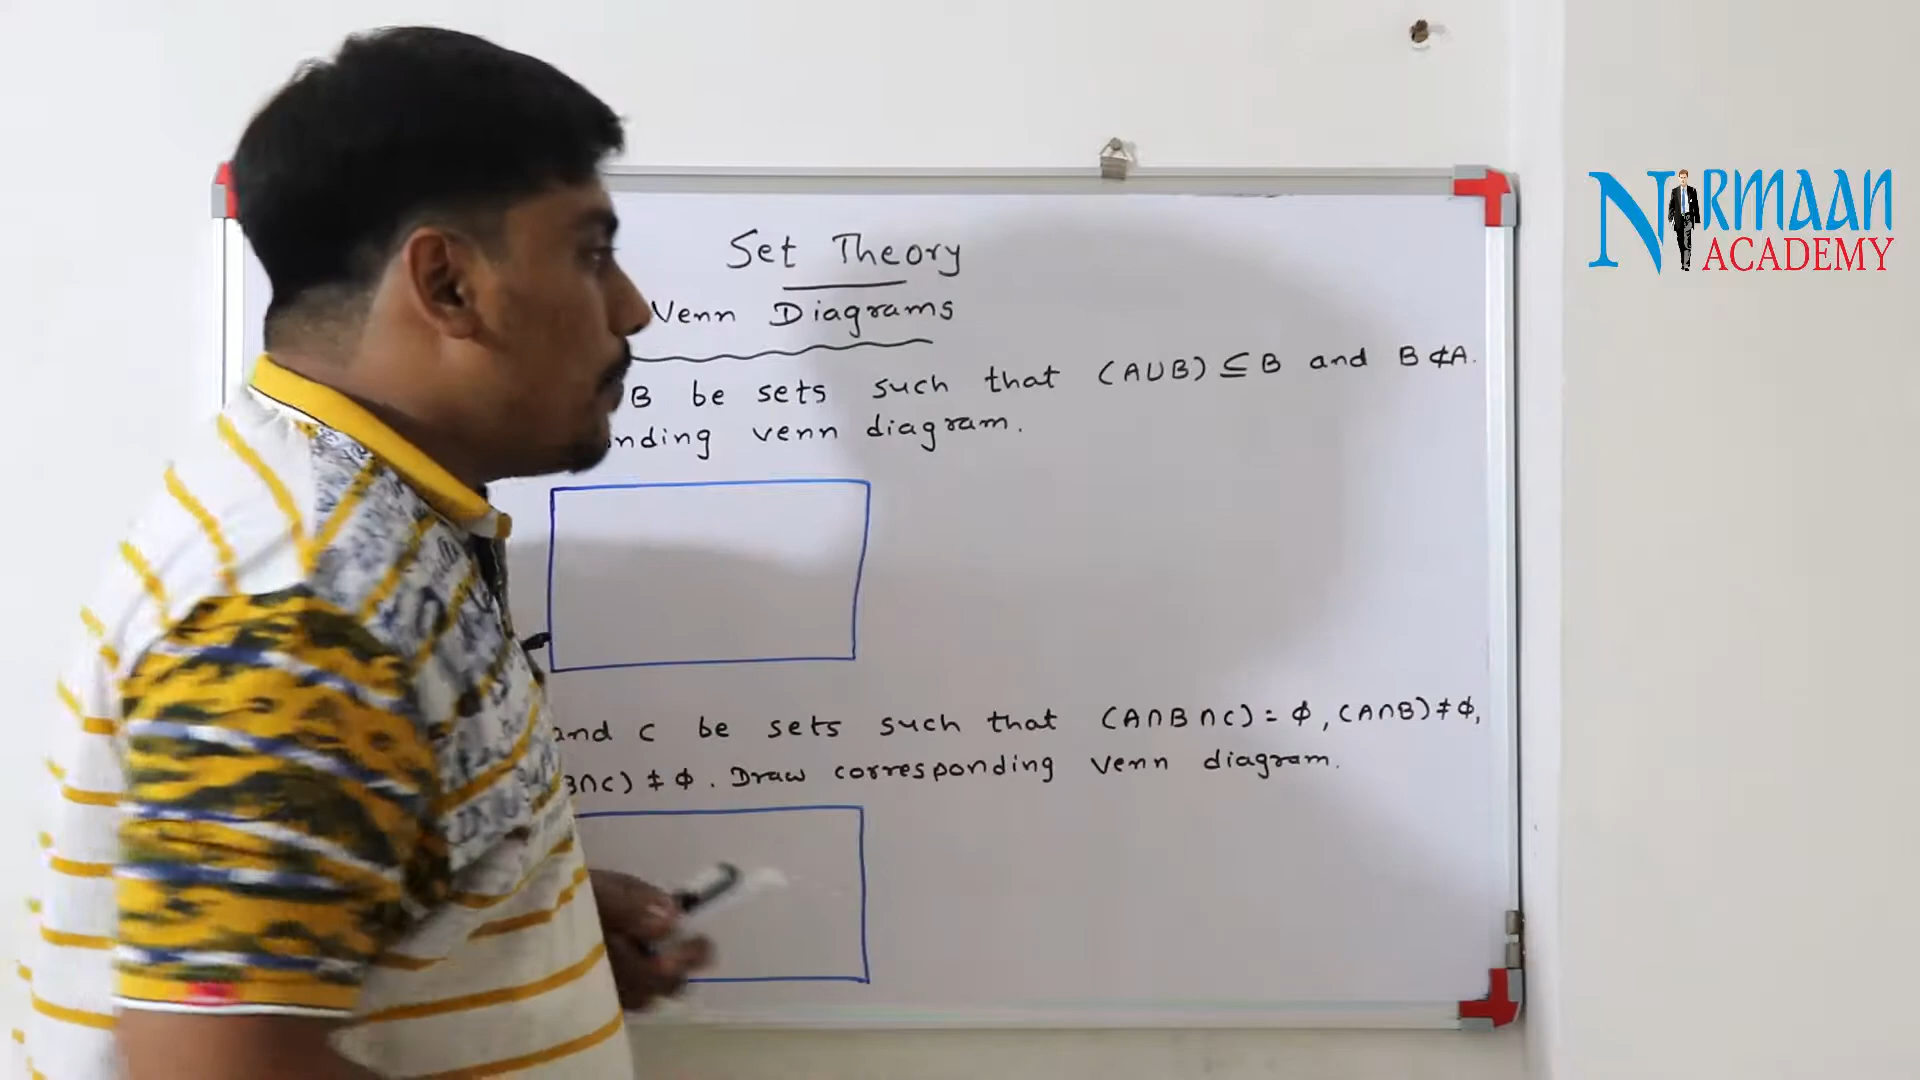 NIRMAAN
ACADEMY
Set Theory
Venn Diagrams
B be sets such that (A∪B) ⊆ B and B ⊄ A.
venn diagram.
and C be sets such that (A∩B∩C) = ϕ, (A∩B) ≠ ϕ,
B∩C) ≠ ϕ. Draw corresponding venn diagram.